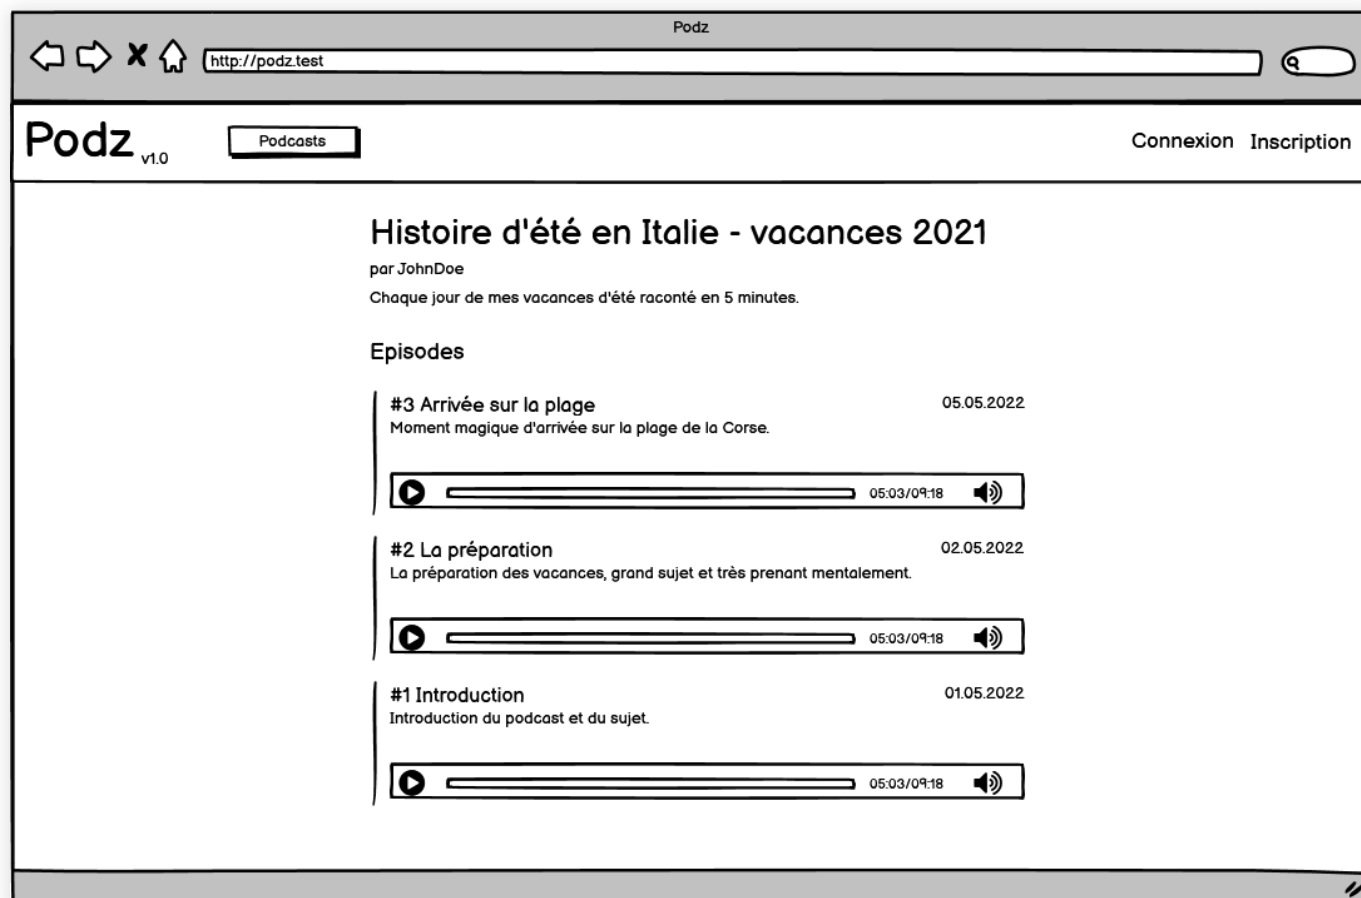 Podz
http://podz.test
Podz v1.0
Podcasts
Connexion
Inscription
Histoire d'été en Italie - vacances 2021
par JohnDoe
Chaque jour de mes vacances d'été raconté en 5 minutes.
Episodes
#3 Arrivée sur la plage
05.05.2022
Moment magique d'arrivée sur la plage de la Corse.
05:03/09:18
#2 La préparation
02.05.2022
La préparation des vacances, grand sujet et très prenant mentalement.
05:03/09:18
#1 Introduction
01.05.2022
Introduction du podcast et du sujet.
05:03/09:18